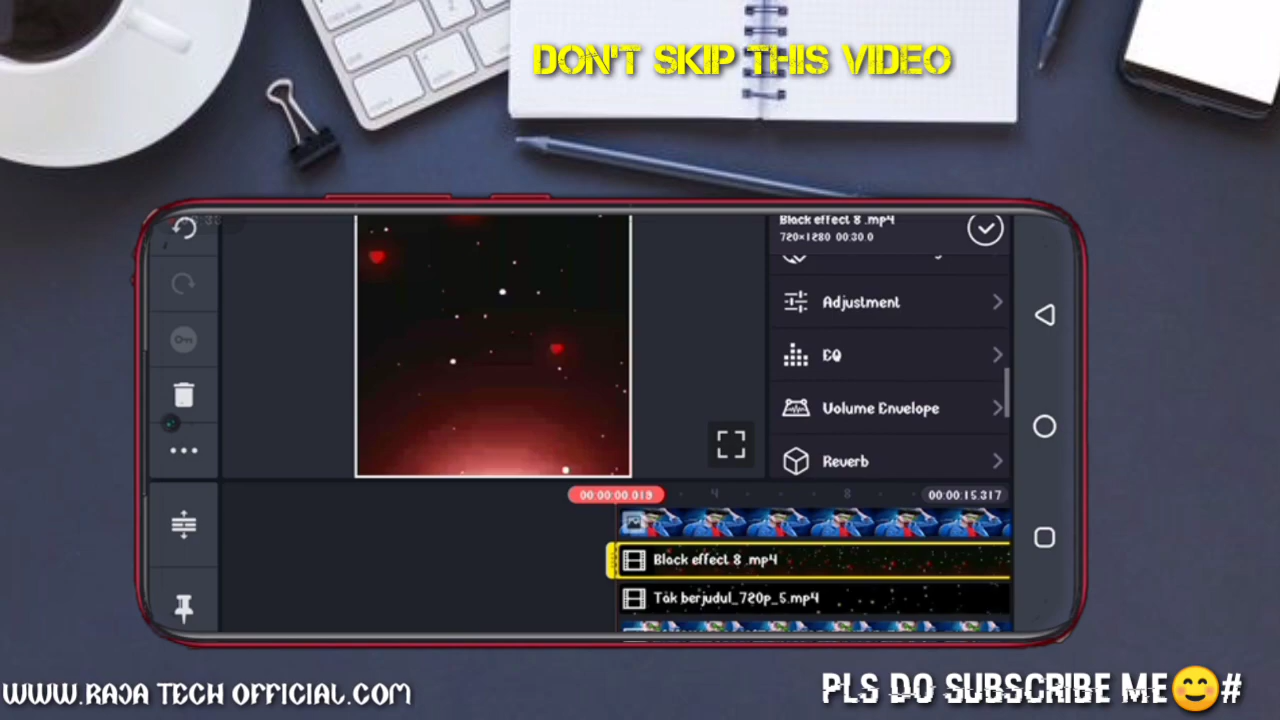 DON'T SKIP THIS VIDEO
Black effect 8 .mp4
720×1280 00:30.0
Adjustment
EQ
Volume Envelope
Reverb
00:00:00.019
4
8
00:00:15.317
Black effect 8 .mp4
Tak berjudul_720p_5.mp4
WWW.RAJA TECH OFFICIAL.COM
PLS DO SUBSCRIBE ME😊#